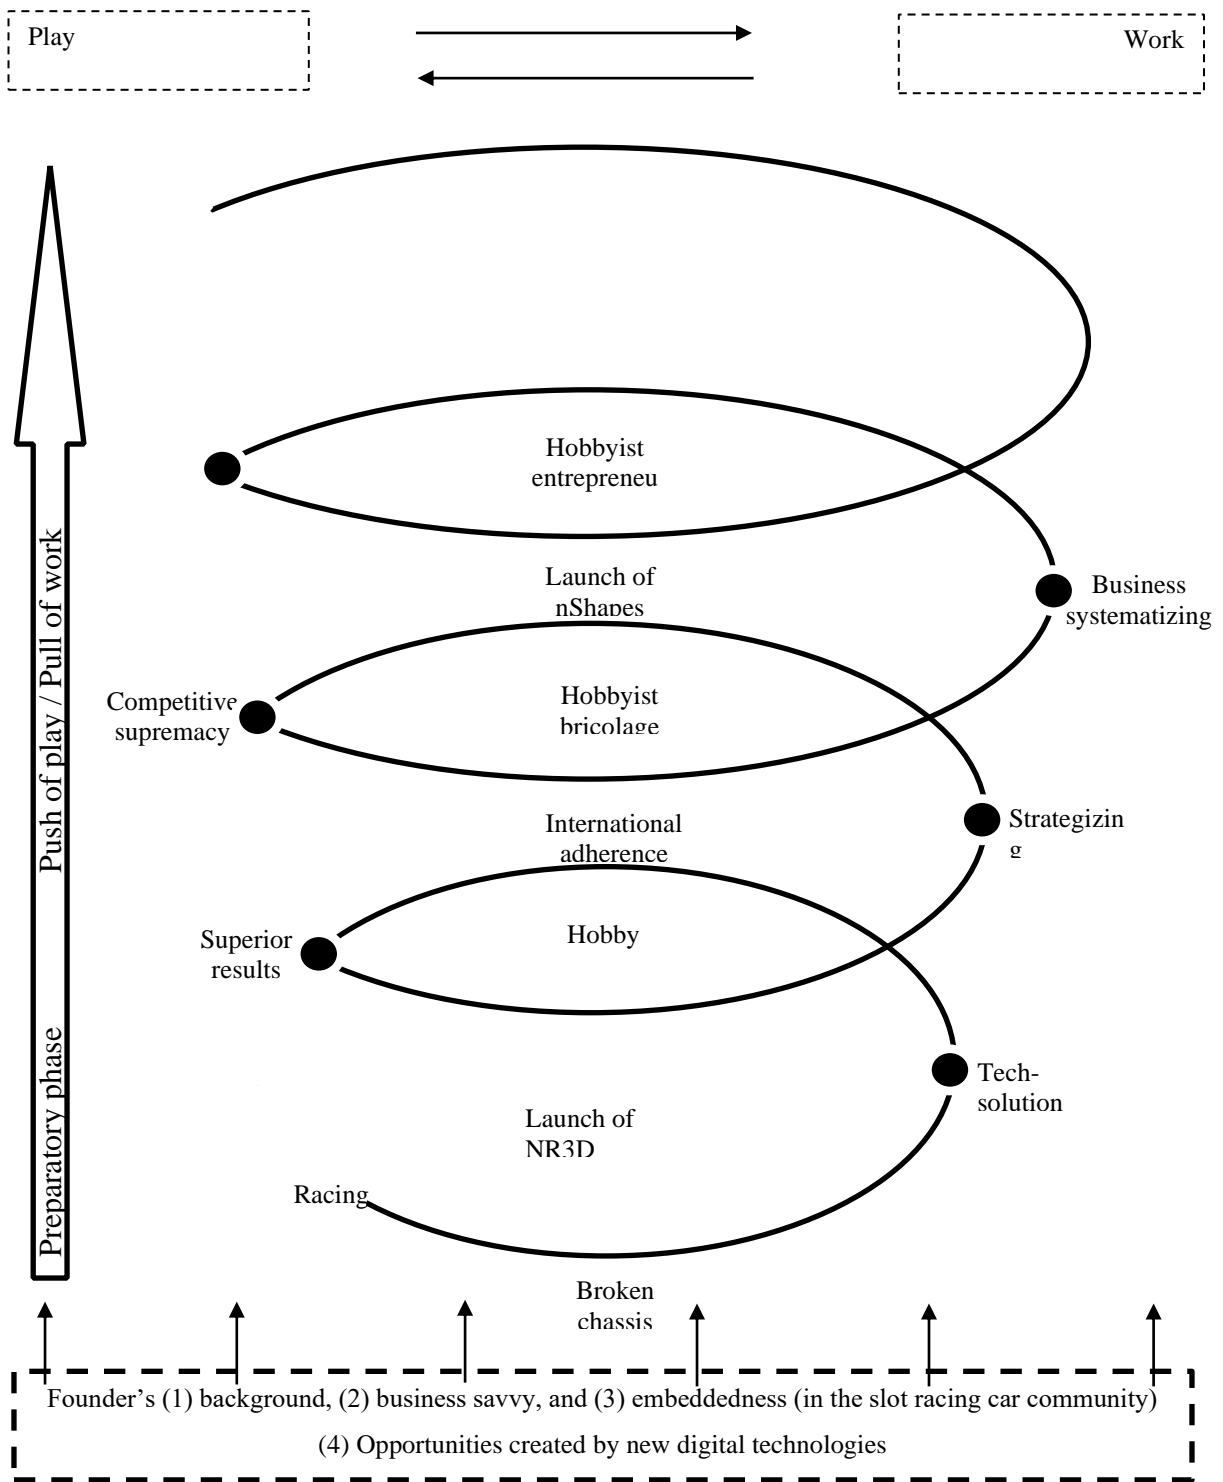 Play
Work
Hobbyist
entrepreneu
Launch of
nShapes
Business
systematizing
Push of play / Pull of work
Competitive
supremacy
Hobbyist
bricolage
International
adherence
Strategizin
g
Superior
results
Hobby
Tech-
solution
Preparatory phase
Launch of
NR3D
Racing
Broken
chassis
Founder's (1) background, (2) business savvy, and (3) embeddedness (in the slot racing car community)
(4) Opportunities created by new digital technologies